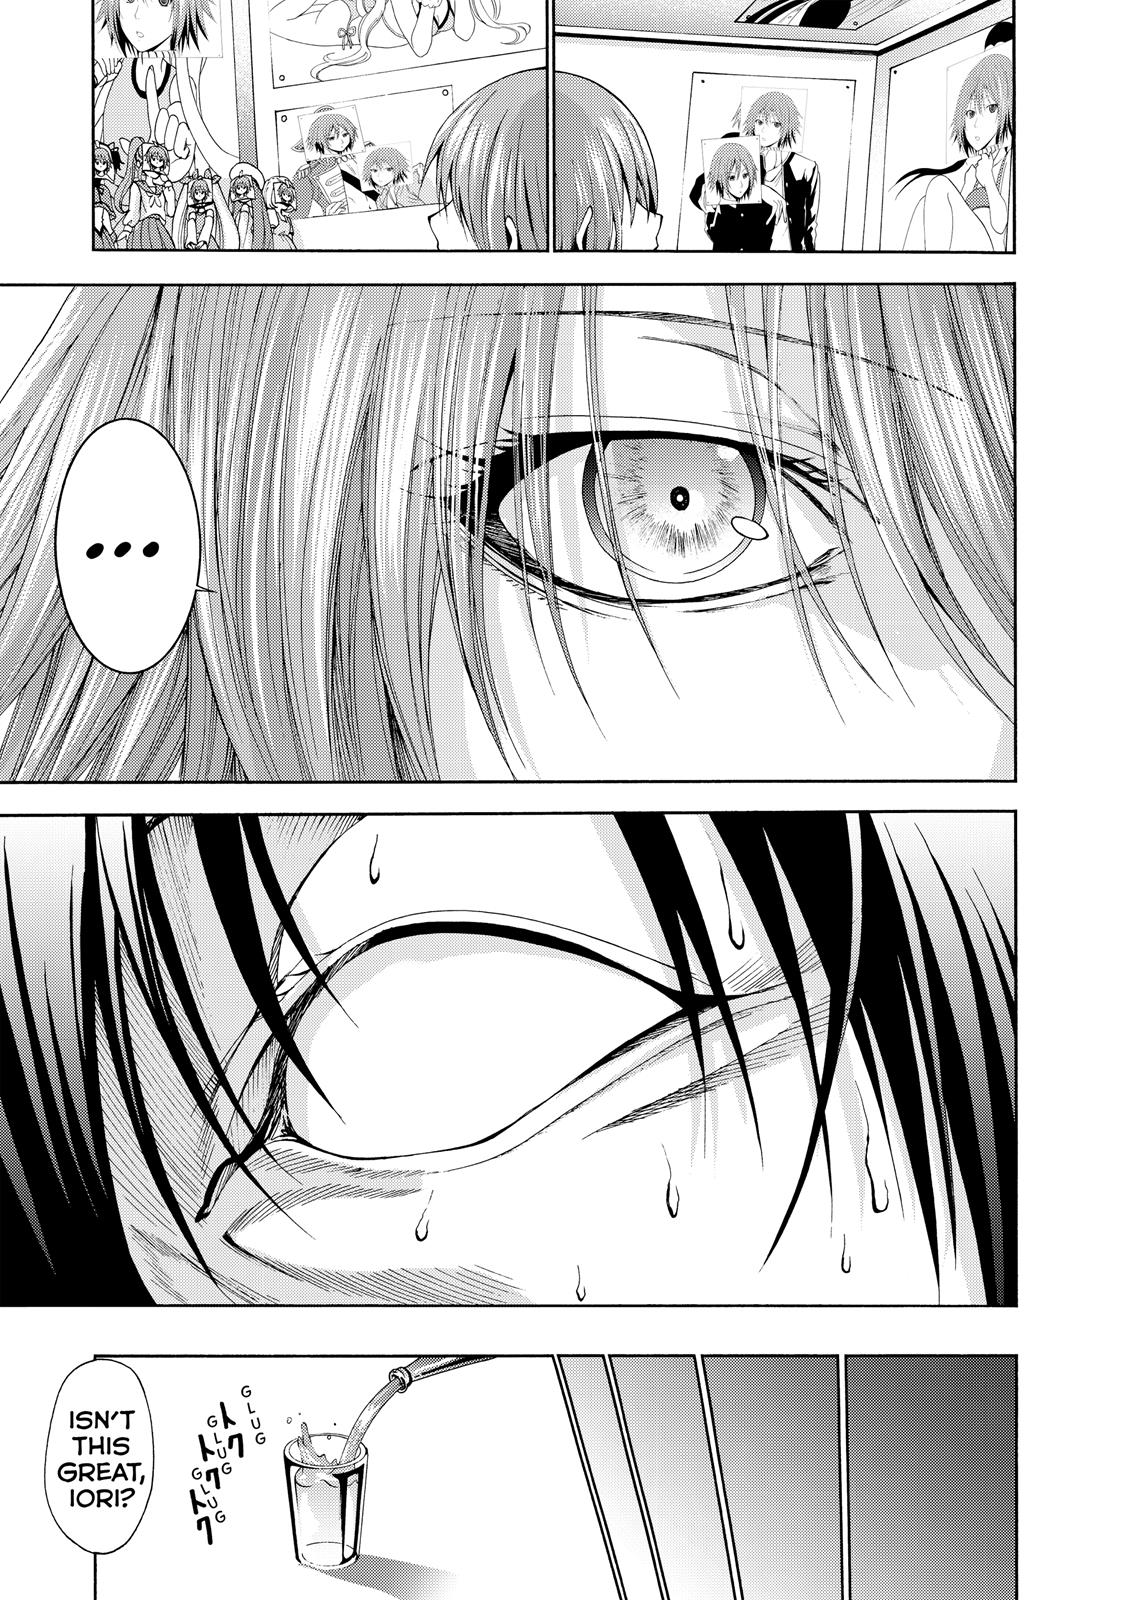 ...
GLUG
トク
GLUG
トク
GLUG
トク
ISN'T
THIS
GREAT,
IORI?